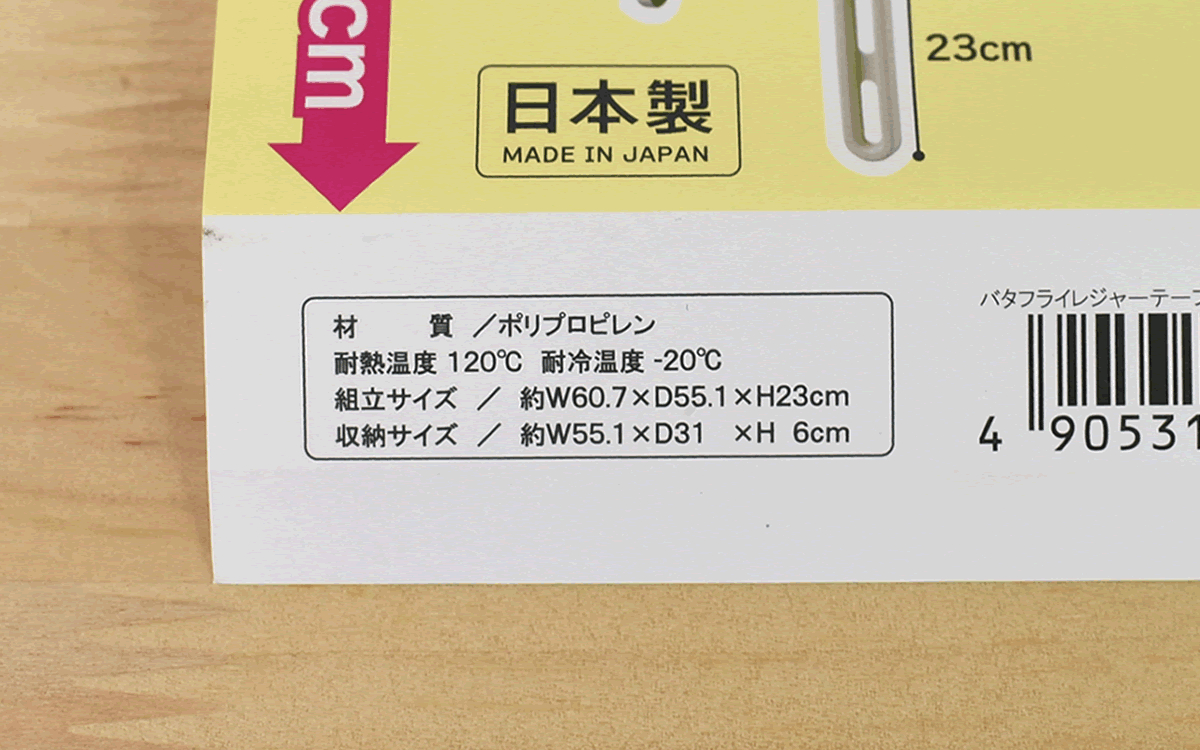 cm
23cm
日本製
MADE IN JAPAN
材　質 ／ポリプロピレン
耐熱温度 120℃ 耐冷温度 -20℃
組立サイズ ／ 約W60.7×D55.1×H23cm
収納サイズ ／ 約W55.1×D31 ×H 6cm
バタフライレジャーテーブ
4 90531